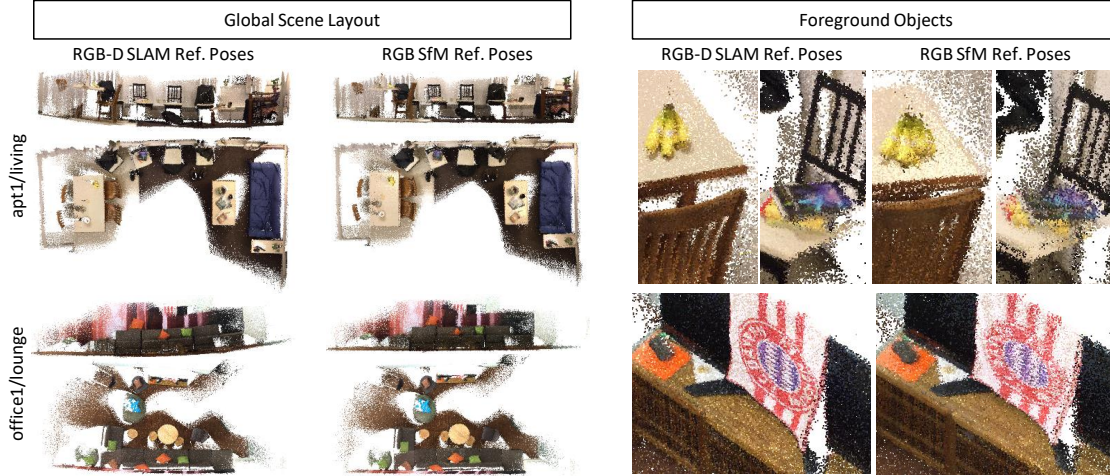 Global Scene Layout
Foreground Objects
RGB-D SLAM Ref. Poses
RGB SfM Ref. Poses
RGB-D SLAM Ref. Poses
RGB SfM Ref. Poses
apt1/living
office1/lounge